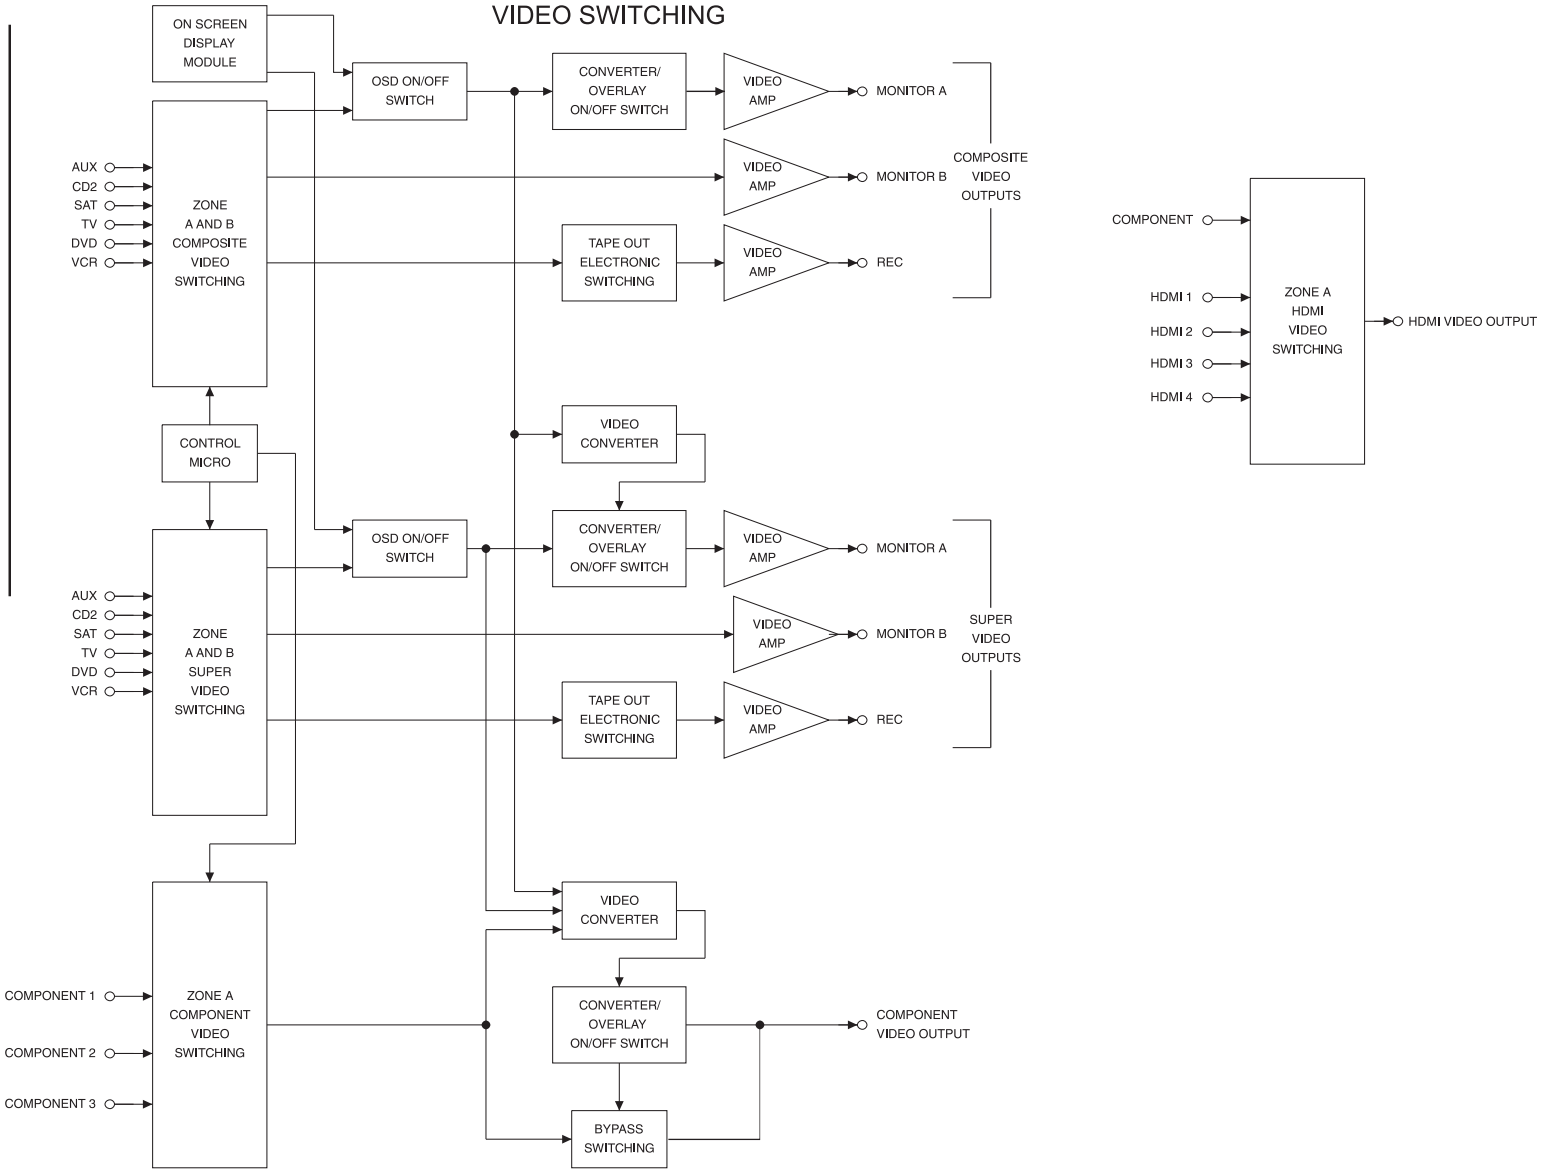 VIDEO SWITCHING
ON SCREEN
DISPLAY
MODULE
OSD ON/OFF
SWITCH
CONVERTER/
OVERLAY
ON/OFF SWITCH
VIDEO
AMP
MONITOR A
AUX
CD2
SAT
TV
DVD
VCR
ZONE
A AND B
COMPOSITE
VIDEO
SWITCHING
VIDEO
AMP
MONITOR B
TAPE OUT
ELECTRONIC
SWITCHING
VIDEO
AMP
REC
COMPOSITE
VIDEO
OUTPUTS
COMPONENT
HDMI 1
HDMI 2
HDMI 3
HDMI 4
ZONE A
HDMI
VIDEO
SWITCHING
HDMI VIDEO OUTPUT
CONTROL
MICRO
VIDEO
CONVERTER
OSD ON/OFF
SWITCH
CONVERTER/
OVERLAY
ON/OFF SWITCH
VIDEO
AMP
MONITOR A
AUX
CD2
SAT
TV
DVD
VCR
ZONE
A AND B
SUPER
VIDEO
SWITCHING
VIDEO
AMP
MONITOR B
TAPE OUT
ELECTRONIC
SWITCHING
VIDEO
AMP
REC
SUPER
VIDEO
OUTPUTS
VIDEO
CONVERTER
COMPONENT 1
COMPONENT 2
COMPONENT 3
ZONE A
COMPONENT
VIDEO
SWITCHING
CONVERTER/
OVERLAY
ON/OFF SWITCH
COMPONENT
VIDEO OUTPUT
BYPASS
SWITCHING